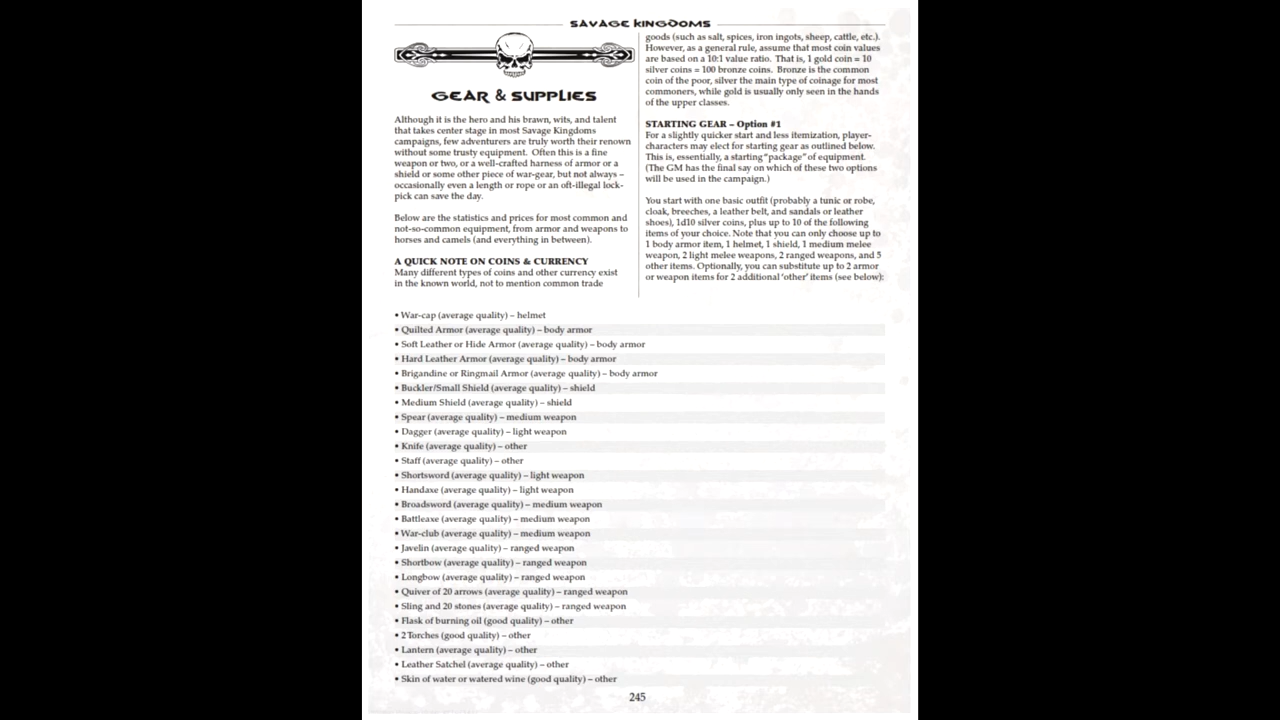 SAVAGE KINGDOMS
GEAR & SUPPLIES
Although it is the hero and his brawn, wits, and talent
that takes center stage in most Savage Kingdoms
campaigns, few adventurers are truly worth their renown
without some trusty equipment. Often this is a fine
weapon or two, or a well-crafted harness of armor or a
shield or some other piece of war-gear, but not always –
occasionally even a length or rope or an oft-illegal lock-
pick can save the day.
Below are the statistics and prices for most common and
not-so-common equipment, from armor and weapons to
horses and camels (and everything in between).
A QUICK NOTE ON COINS & CURRENCY
Many different types of coins and other currency exist
in the known world, not to mention common trade
goods (such as salt, spices, iron ingots, sheep, cattle, etc.).
However, as a general rule, assume that most coin values
are based on a 10:1 value ratio. That is, 1 gold coin = 10
silver coins = 100 bronze coins. Bronze is the common
coin of the poor, silver the main type of coinage for most
commoners, while gold is usually only seen in the hands
of the upper classes.
STARTING GEAR – Option #1
For a slightly quicker start and less itemization, player-
characters may elect for starting gear as outlined below.
This is, essentially, a starting “package” of equipment.
(The GM has the final say on which of these two options
will be used in the campaign.)
You start with one basic outfit (probably a tunic or robe,
cloak, breeches, a leather belt, and sandals or leather
shoes), 1d10 silver coins, plus up to 10 of the following
items of your choice. Note that you can only choose up to
1 body armor item, 1 helmet, 1 shield, 1 medium melee
weapon, 2 light melee weapons, 2 ranged weapons, and 5
other items. Optionally, you can substitute up to 2 armor
or weapon items for 2 additional ‘other’ items (see below):
• War-cap (average quality) – helmet
• Quilted Armor (average quality) – body armor
• Soft Leather or Hide Armor (average quality) – body armor
• Hard Leather Armor (average quality) – body armor
• Brigandine or Ringmail Armor (average quality) – body armor
• Buckler/Small Shield (average quality) – shield
• Medium Shield (average quality) – shield
• Spear (average quality) – medium weapon
• Dagger (average quality) – light weapon
• Knife (average quality) – other
• Staff (average quality) – other
• Shortsword (average quality) – light weapon
• Handaxe (average quality) – light weapon
• Broadsword (average quality) – medium weapon
• Battleaxe (average quality) – medium weapon
• War-club (average quality) – medium weapon
• Javelin (average quality) – ranged weapon
• Shortbow (average quality) – ranged weapon
• Longbow (average quality) – ranged weapon
• Quiver of 20 arrows (average quality) – ranged weapon
• Sling and 20 stones (average quality) – ranged weapon
• Flask of burning oil (good quality) – other
• 2 Torches (good quality) – other
• Lantern (average quality) – other
• Leather Satchel (average quality) – other
• Skin of water or watered wine (good quality) – other
245